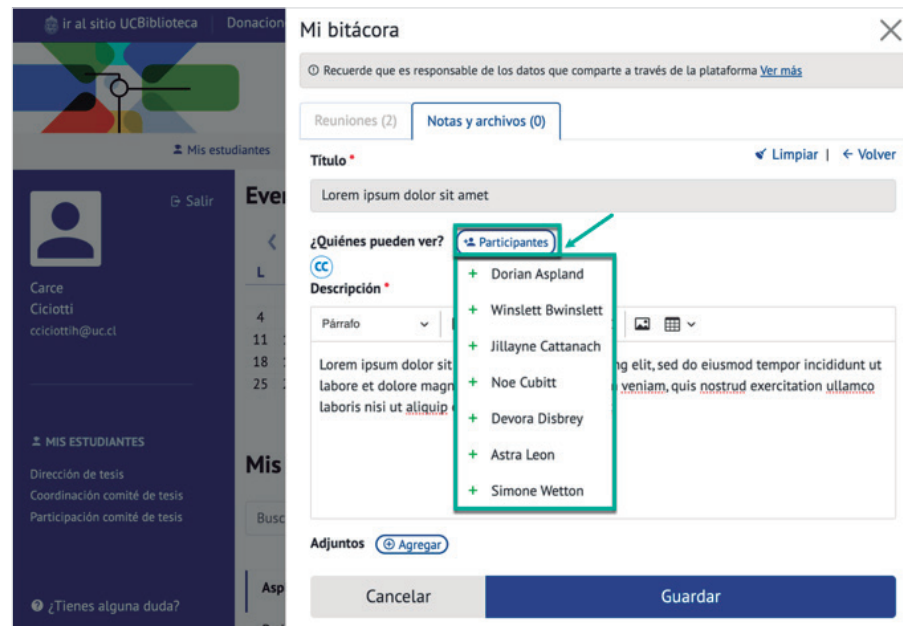 ir al sitio UCBiblioteca
Donacion
Mis estudiantes
Salir
Carce
Ciciotti
cciciottih@uc.cl
MIS ESTUDIANTES
Dirección de tesis
Coordinación comité de tesis
Participación comité de tesis
¿Tienes alguna duda?
Even
L
4
11
18
25
Mis
Busc
Asp
Mi bitácora
Recuerde que es responsable de los datos que comparte a través de la plataforma Ver más
Reuniones (2) Notas y archivos (0)
Título * Limpiar | Volver
Lorem ipsum dolor sit amet
¿Quiénes pueden ver? Participantes
CC
Descripción *
+ Dorian Aspland
+ Winslett Bwinslett
+ Jillayne Cattanach
+ Noe Cubitt
+ Devora Disbrey
+ Astra Leon
+ Simone Wetton
Párrafo
Lorem ipsum dolor sit ng elit, sed do eiusmod tempor incididunt ut
labore et dolore magn veniam, quis nostrud exercitation ullamco
laboris nisi ut aliquip
Adjuntos Agregar
Cancelar Guardar